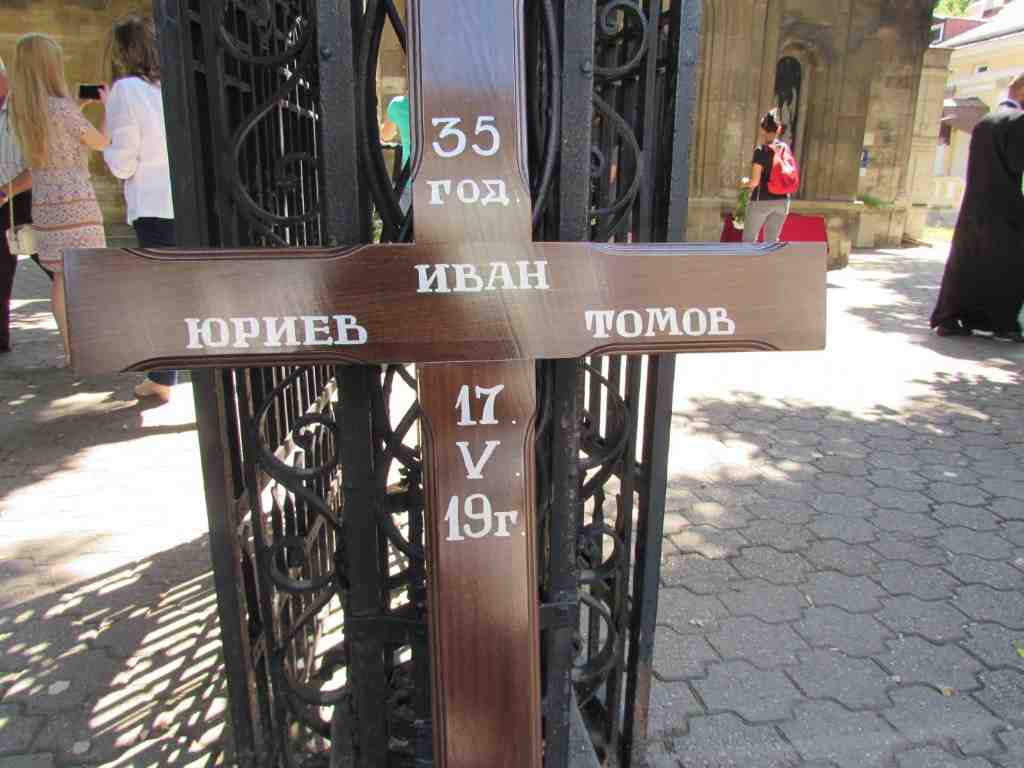 35
год.
ИВАН
ЮРИЕВ ТОМОВ
17.
V.
19г.